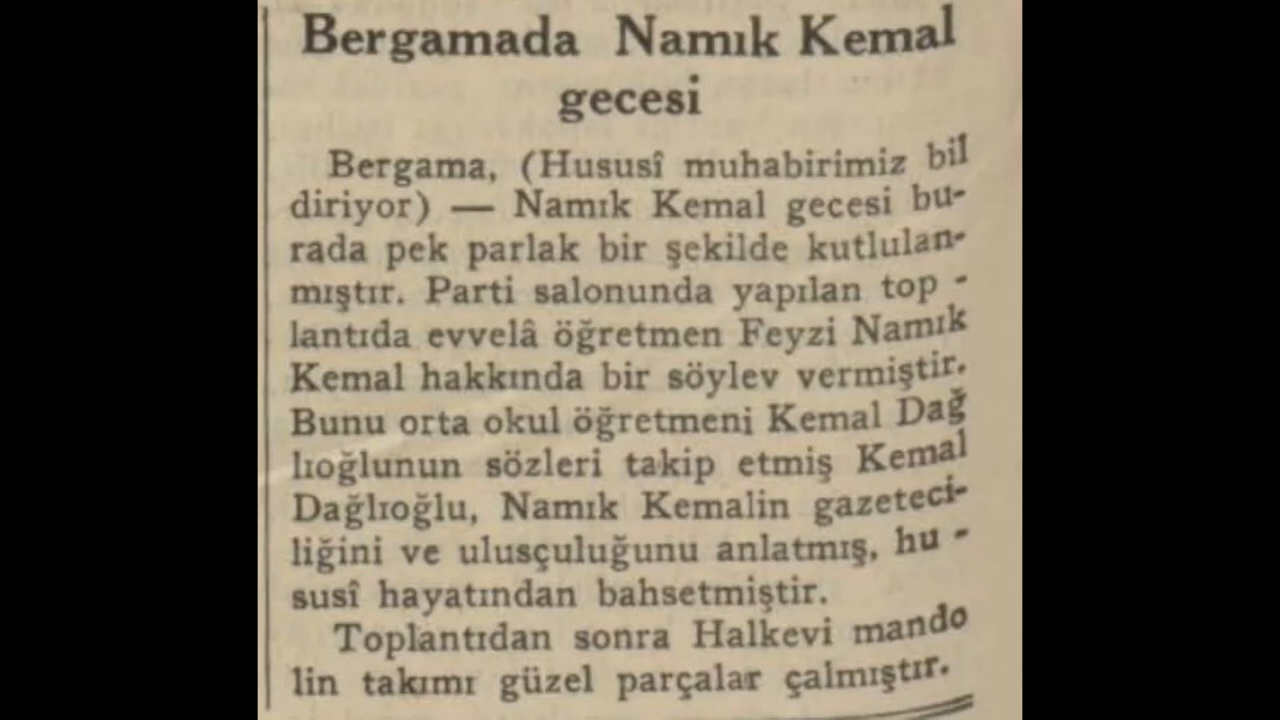 Bergamada Namık Kemal
gecesi
Bergama, (Hususî muhabirimiz bil
diriyor) — Namık Kemal gecesi bu-
rada pek parlak bir şekilde kutlulan-
mıştır. Parti salonunda yapılan top -
lantıda evvelâ öğretmen Feyzi Namık
Kemal hakkında bir söylev vermiştir.
Bunu orta okul öğretmeni Kemal Dağ
lıoğlunun sözleri takip etmiş Kemal
Dağlıoğlu, Namık Kemalin gazeteci-
liğini ve ulusçuluğunu anlatmış, hu -
susî hayatından bahsetmiştir.
Toplantıdan sonra Halkevi mando
lin takımı güzel parçalar çalmıştır.